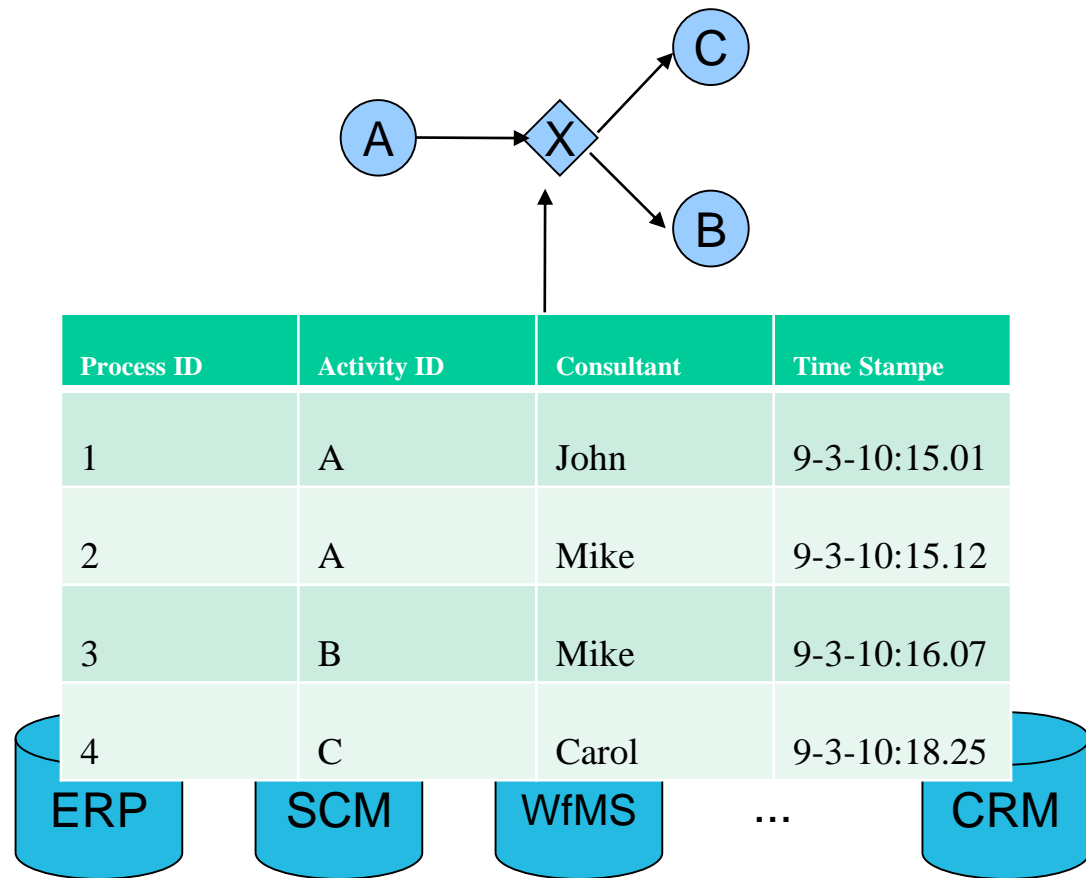 C
A X
B
Process ID Activity ID Consultant Time Stampe
1 A John 9-3-10:15.01
2 A Mike 9-3-10:15.12
3 B Mike 9-3-10:16.07
4 C Carol 9-3-10:18.25
ERP SCM WfMS ... CRM